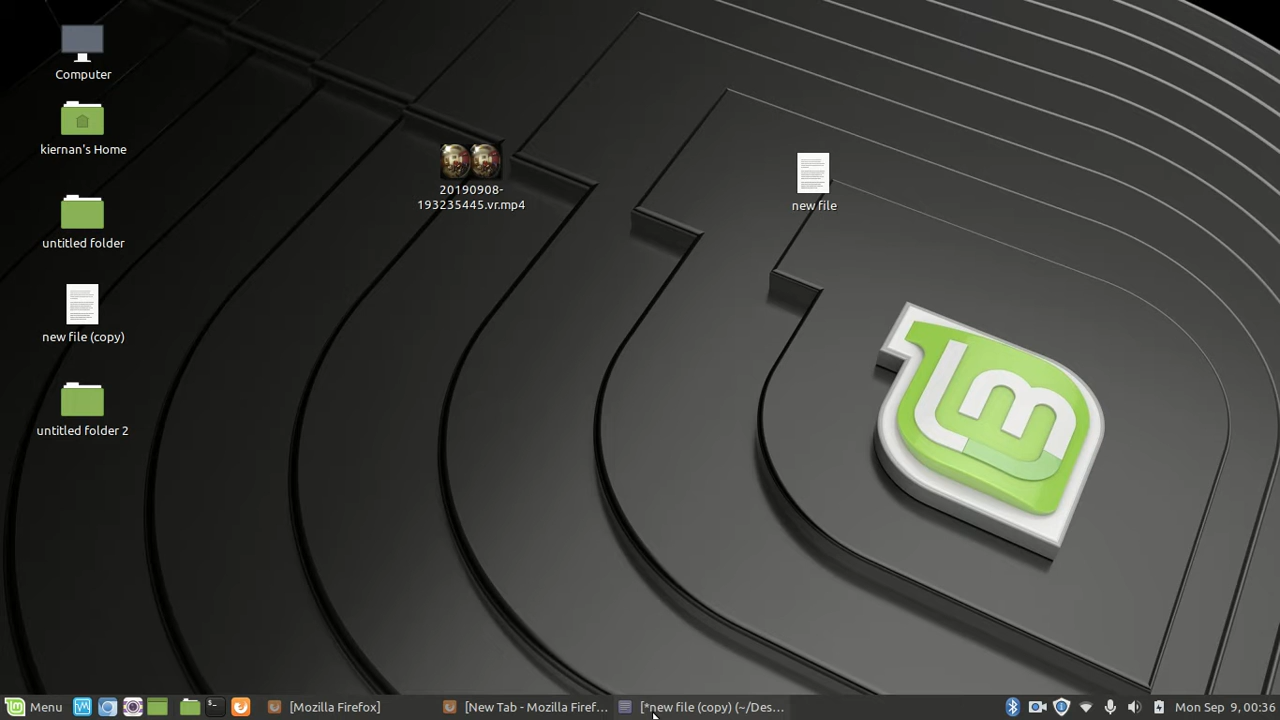 Computer
kiernan's Home
20190908-
193235445.vr.mp4
new file
untitled folder
new file (copy)
untitled folder 2
Menu
[Mozilla Firefox]
[New Tab - Mozilla Firef...
[*new file (copy) (~/Des...
Mon Sep 9, 00:36